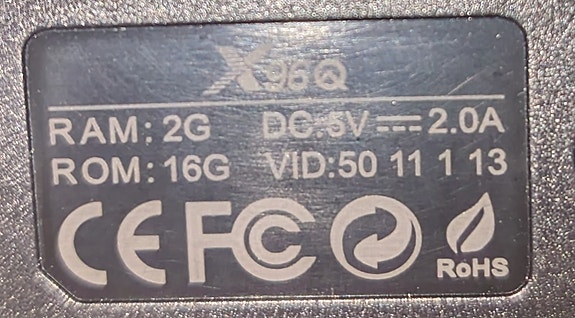 X96Q
RAM: 2G DC:5V 2.0A
ROM: 16G VID:50 11 1 13
CE FC RoHS